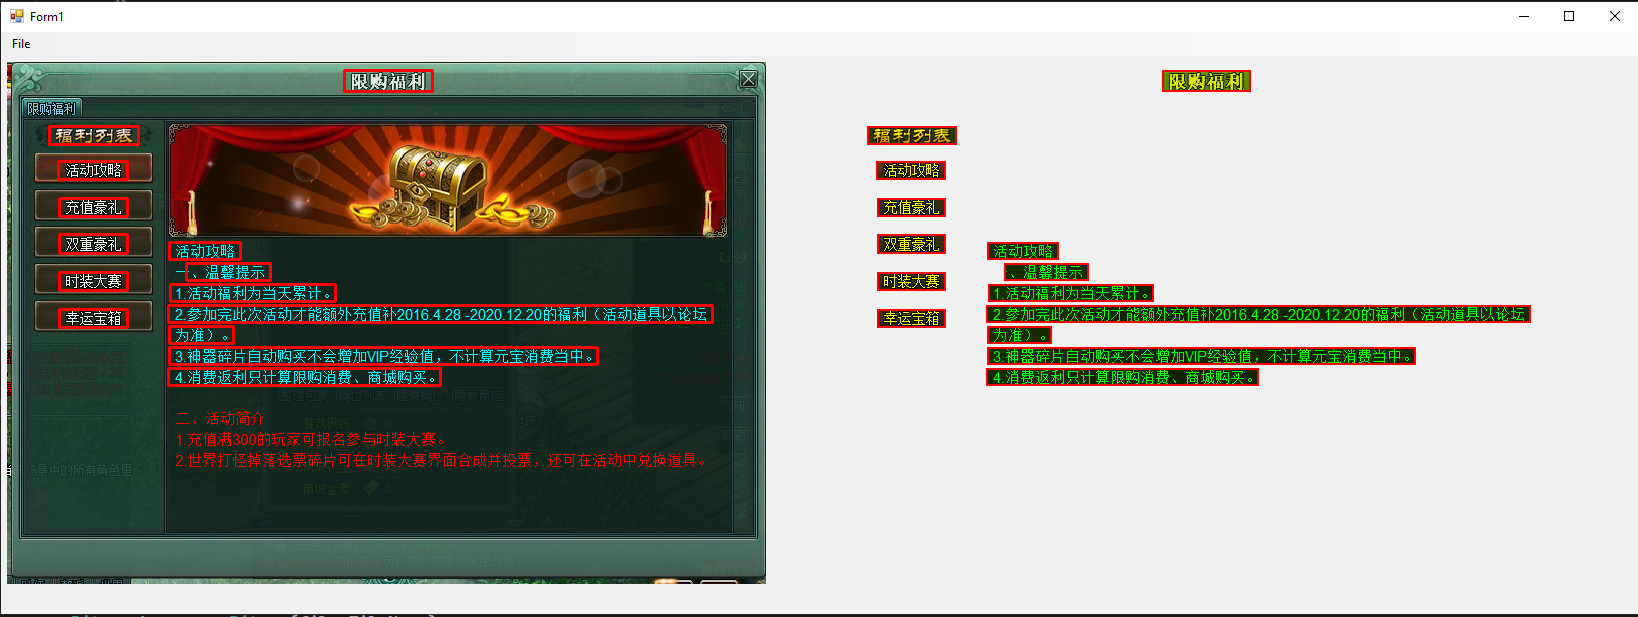 Form1
File
限购福利
限购福利
限购福利
福利列表
福利列表
活动攻略
活动攻略
充值豪礼
充值豪礼
双重豪礼
双重豪礼
时装大赛
时装大赛
幸运宝箱
幸运宝箱
活动攻略
一、温馨提示
1.活动福利为当天累计。
2.参加完此次活动才能额外充值补2016.4.28 -2020.12.20的福利（活动道具以论坛
为准）。
3.神器碎片自动购买不会增加VIP经验值，不计算元宝消费当中。
4.消费返利只计算限购消费、商城购买。
二、活动简介
1.充值满300的玩家可报名参与时装大赛。
2.世界打怪掉落选票碎片可在时装大赛界面合成并投票，还可在活动中兑换道具。
场景中的所有角色里
活动攻略
、温馨提示
1.活动福利为当天累计。
2.参加完此次活动才能额外充值补2016.4.28 -2020.12.20的福利（活动道具以论坛
为准）。
3.神器碎片自动购买不会增加VIP经验值，不计算元宝消费当中。
4.消费返利只计算限购消费、商城购买。